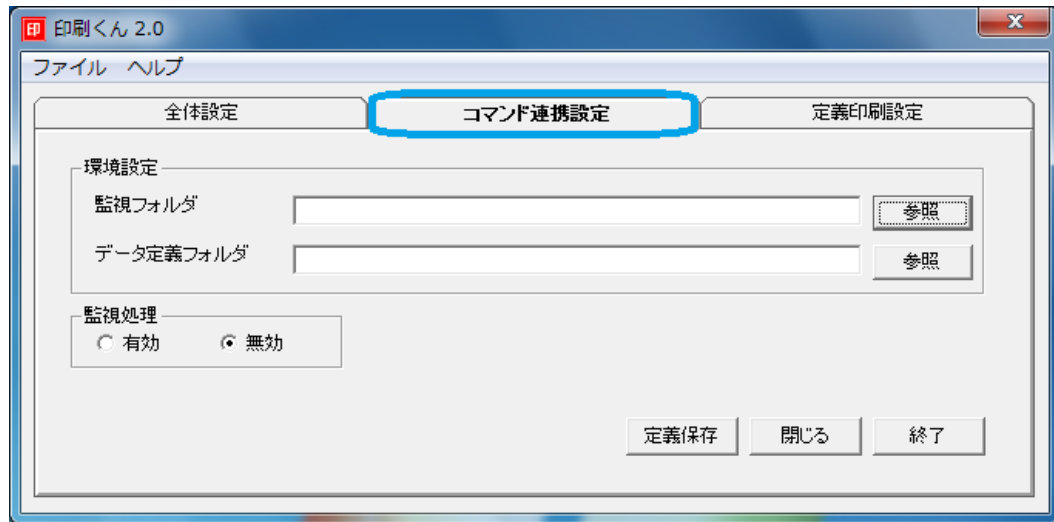 印 印刷くん 2.0
ファイル ヘルプ
全体設定 コマンド連携設定 定義印刷設定
環境設定
監視フォルダ 参照
データ定義フォルダ 参照
監視処理
有効 無効
定義保存 閉じる 終了